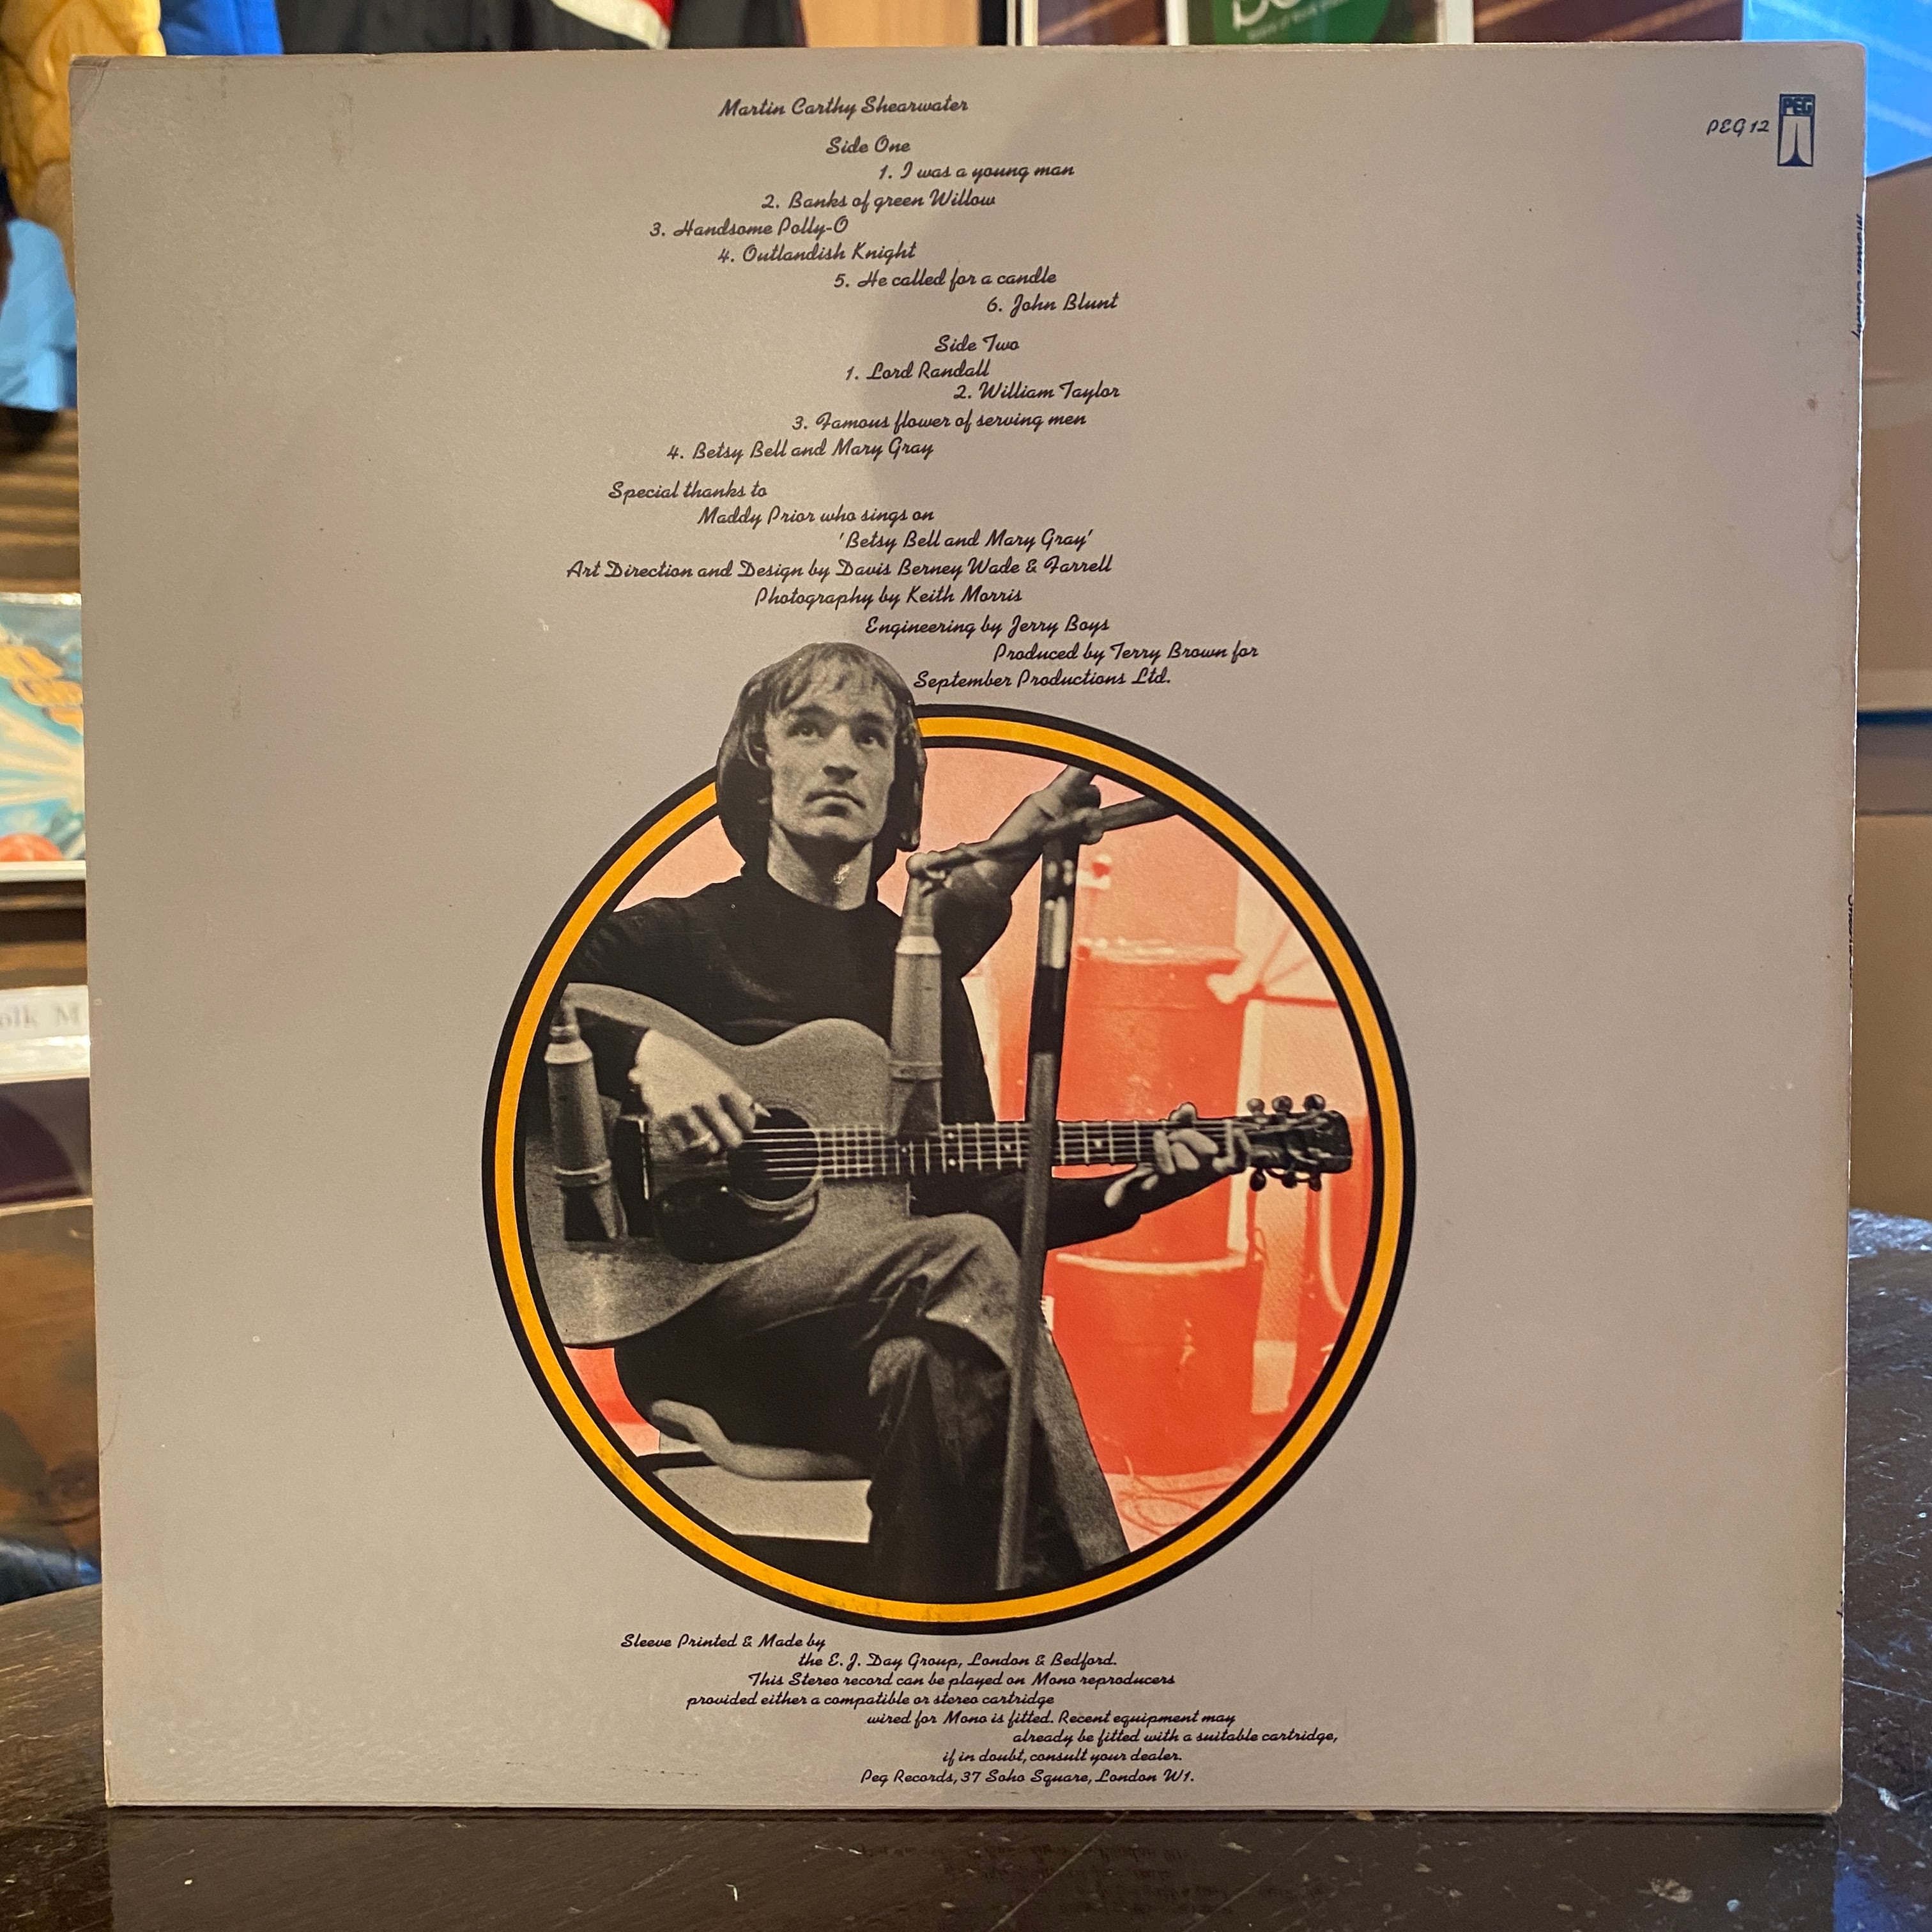 Martin Carthy Shearwater
PEG 12
PEG
Side One
1. I was a young man
2. Banks of green Willow
3. Handsome Polly-O
4. Outlandish Knight
5. He called for a candle
6. John Blunt
Side Two
1. Lord Randall
2. William Taylor
3. Famous flower of serving men
4. Betsy Bell and Mary Gray
Special thanks to
Maddy Prior who sings on
'Betsy Bell and Mary Gray'
Art Direction and Design by Davis Berney Wade & Farrell
Photography by Keith Morris
Engineering by Jerry Boys
Produced by Terry Brown for
September Productions Ltd.
Sleeve Printed & Made by
the E. J. Day Group, London & Bedford.
This Stereo record can be played on Mono reproducers
provided either a compatible or stereo cartridge
wired for Mono is fitted. Recent equipment may
already be fitted with a suitable cartridge,
if in doubt, consult your dealer.
Peg Records, 37 Soho Square, London W1.